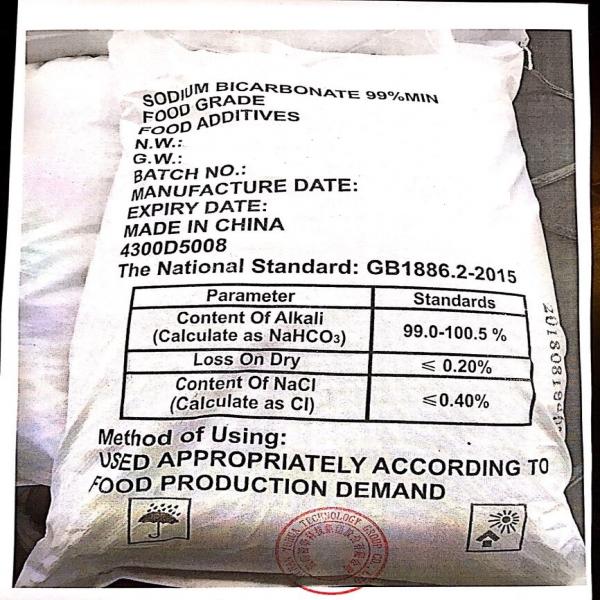 SODIUM BICARBONATE 99%MIN
FOOD GRADE
FOOD ADDITIVES
N.W.:
G.W.:
BATCH NO.:
MANUFACTURE DATE:
EXPIRY DATE:
MADE IN CHINA
4300D5008
The National Standard: GB1886.2-2015
Parameter Standards
Content Of Alkali
(Calculate as NaHCO₃) 99.0-100.5 %
Loss On Dry ≤ 0.20%
Content Of NaCl
(Calculate as Cl) ≤0.40%
Method of Using:
USED APPROPRIATELY ACCORDING TO
FOOD PRODUCTION DEMAND
TECHNOLOGY GROUP CO.,